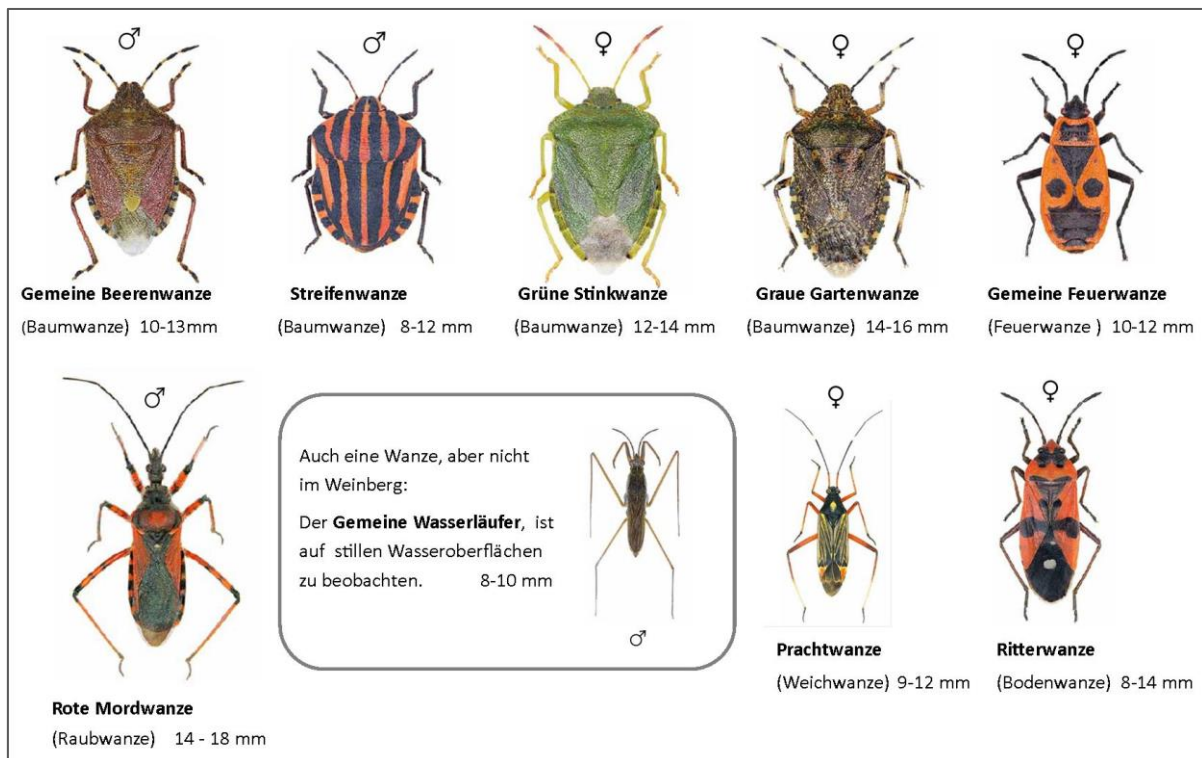 ♂ ♂ ♀ ♀ ♀
Gemeine Beerenwanze
(Baumwanze) 10-13mm
Streifenwanze
(Baumwanze) 8-12 mm
Grüne Stinkwanze
(Baumwanze) 12-14 mm
Graue Gartenwanze
(Baumwanze) 14-16 mm
Gemeine Feuerwanze
(Feuerwanze ) 10-12 mm
♂
Rote Mordwanze
(Raubwanze) 14 - 18 mm
Auch eine Wanze, aber nicht
im Weinberg:
Der Gemeine Wasserläufer, ist
auf stillen Wasseroberflächen
zu beobachten. 8-10 mm
♂
♀
Prachtwanze
(Weichwanze) 9-12 mm
♀
Ritterwanze
(Bodenwanze) 8-14 mm